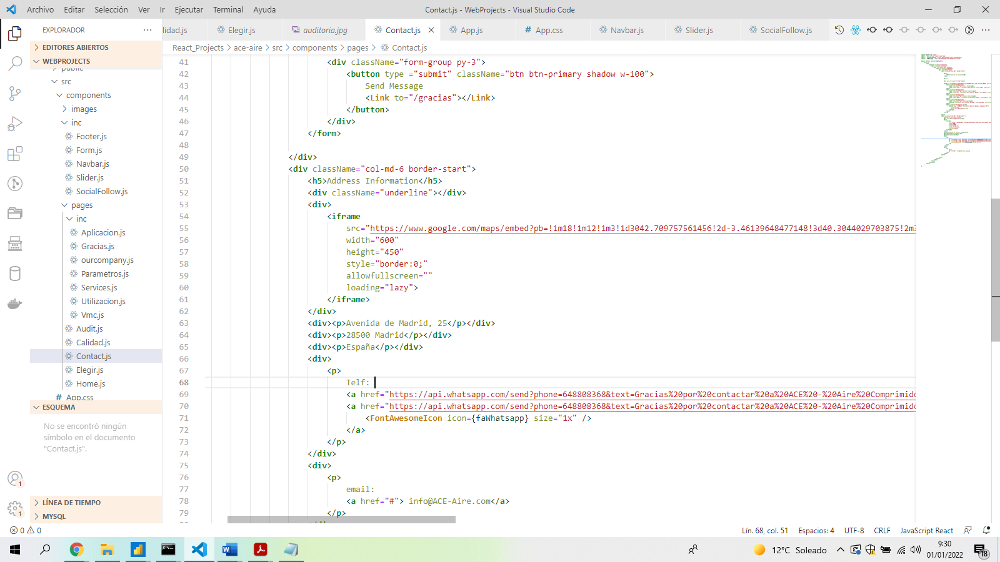 Archivo Editar Selección Ver Ir Ejecutar Terminal Ayuda Contact.js - WebProjects - Visual Studio Code
EXPLORADOR
EDITORES ABIERTOS
WEBPROJECTS
public
src
components
images
inc
Footer.js
Form.js
Navbar.js
Slider.js
SocialFollow.js
pages
inc
Aplicacion.js
Gracias.js
ourcompany.js
Parametros.js
Services.js
Utilizacion.js
Vmc.js
Audit.js
Calidad.js
Contact.js
Elegir.js
Home.js
App.css
ESQUEMA
No se encontró ningún
símbolo en el documento
"Contact.js".
LÍNEA DE TIEMPO
MYSQL
lidad.js Elegir.js auditoria.jpg Contact.js App.js App.css Navbar.js Slider.js SocialFollow.js
React_Projects > ace-aire > src > components > pages > Contact.js
41 <div className="form-group py-3">
42 <button type ="submit" className="btn btn-primary shadow w-100">
43 Send Message
44 <Link to="/gracias"></Link>
45 </button>
46 </div>
47 </form>
48
49 </div>
50 <div className="col-md-6 border-start">
51 <h5>Address Information</h5>
52 <div className="underline"></div>
53 <div>
54 <iframe
55 src="https://www.google.com/maps/embed?pb=!1m18!1m12!1m3!1d3042.709757561456!2d-3.46139648477148!3d40.3044029703875!2m3
56 width="600"
57 height="450"
58 style="border:0;"
59 allowfullscreen=""
60 loading="lazy">
61 </iframe>
62 </div>
63 <div><p>Avenida de Madrid, 25</p></div>
64 <div><p>28500 Madrid</p></div>
65 <div><p>España</p></div>
66 <div>
67 <p>
68 Telf:
69 <a href="https://api.whatsapp.com/send?phone=648808368&text=Gracias%20por%20contactar%20a%20ACE%20-%20Aire%20Comprimido
70 <a href="https://api.whatsapp.com/send?phone=648808368&text=Gracias%20por%20contactar%20a%20ACE%20-%20Aire%20Comprimido
71 <FontAwesomeIcon icon={faWhatsapp} size="1x" />
72 </a>
73 </p>
74 </div>
75 <div>
76 <p>
77 email:
78 <a href="#"> info@ACE-Aire.com</a>
79 </p>
1
1
0 0 Lín. 68, col. 51 Espacios: 4 UTF-8 CRLF JavaScript React
12°C Soleado 9:30
01/01/2022 18